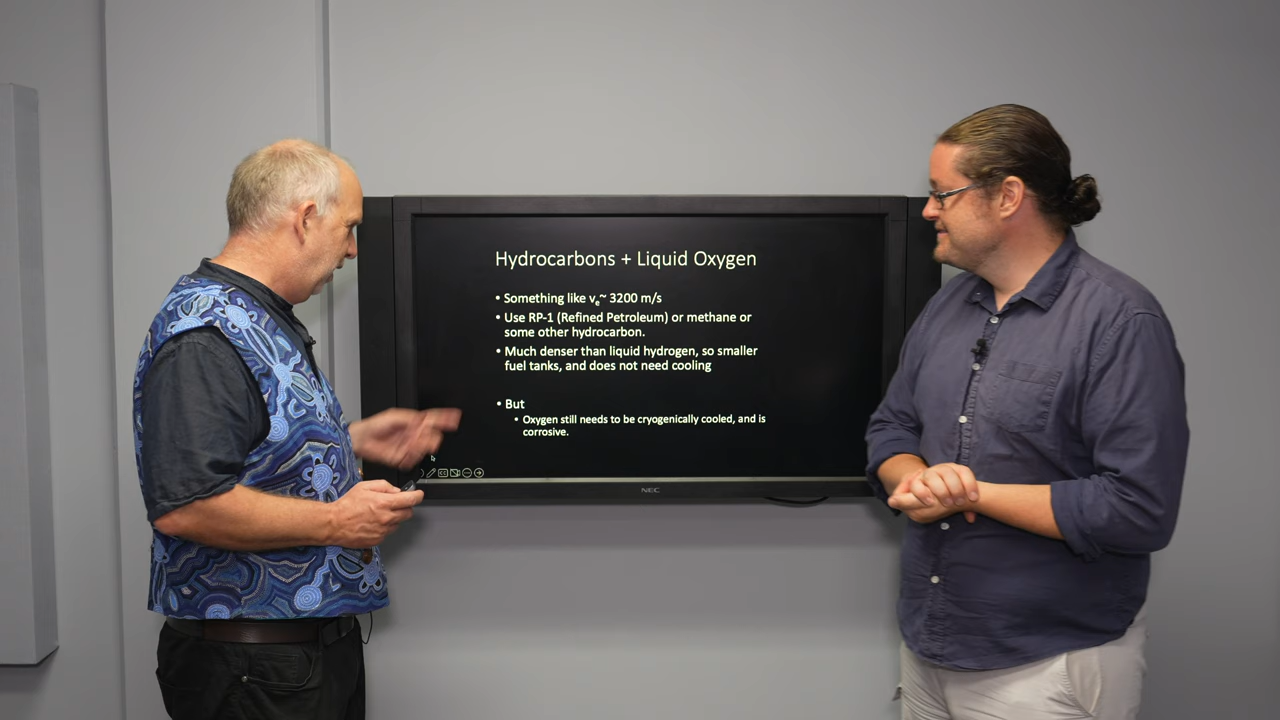 Hydrocarbons + Liquid Oxygen
• Something like vₑ~ 3200 m/s
• Use RP-1 (Refined Petroleum) or methane or
some other hydrocarbon.
• Much denser than liquid hydrogen, so smaller
fuel tanks, and does not need cooling
• But
• Oxygen still needs to be cryogenically cooled, and is
corrosive.
CC
NEC